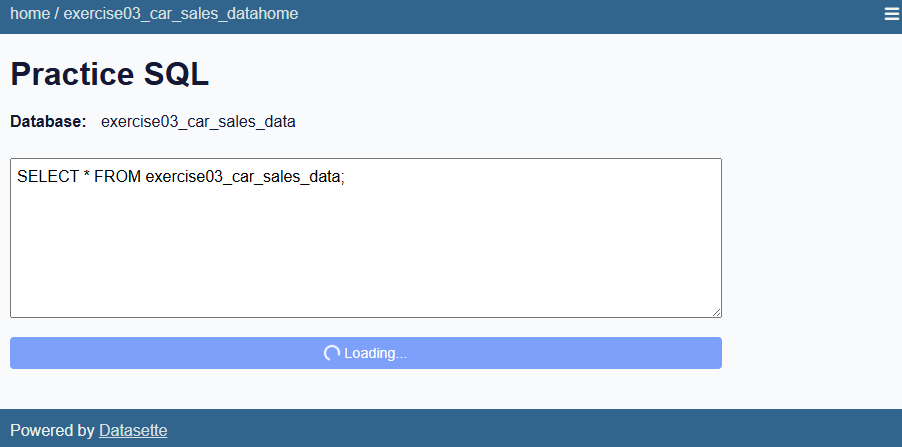 home / exercise03_car_sales_datahome
Practice SQL
Database: exercise03_car_sales_data
SELECT * FROM exercise03_car_sales_data;
Loading...
Powered by Datasette